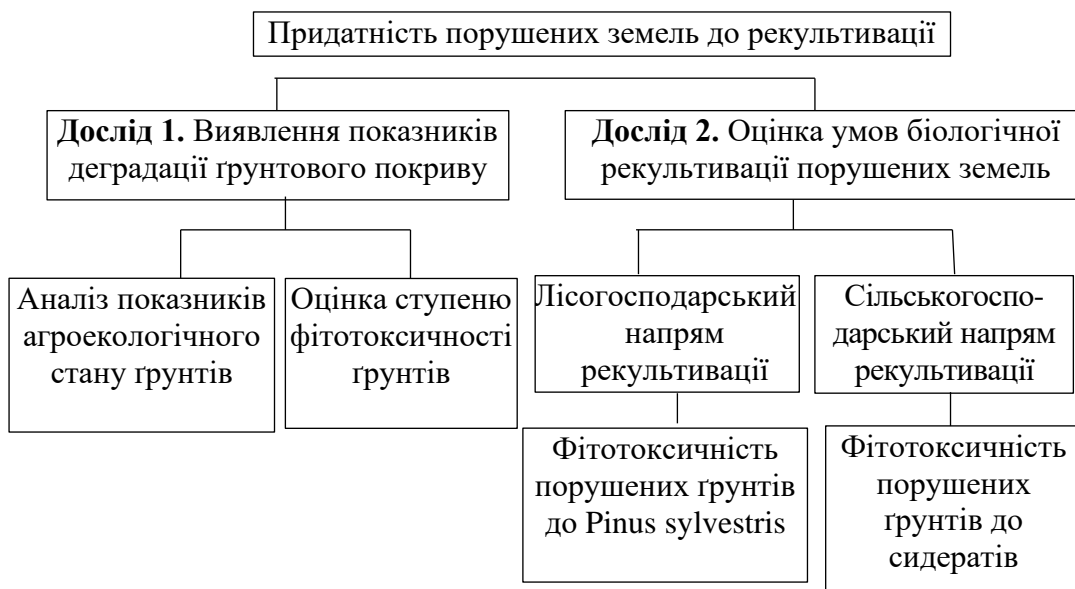 Придатність порушених земель до рекультивації
Дослід 1. Виявлення показників
деградації ґрунтового покриву
Дослід 2. Оцінка умов біологічної
рекультивації порушених земель
Аналіз показників
агроекологічного
стану ґрунтів
Оцінка ступеню
фітотоксичності
ґрунтів
Лісогосподарський
напрям
рекультивації
Сільськогоспо-
дарський напрям
рекультивації
Фітотоксичність
порушених ґрунтів
до Pinus sylvestris
Фітотоксичність
порушених
ґрунтів до
сидератів